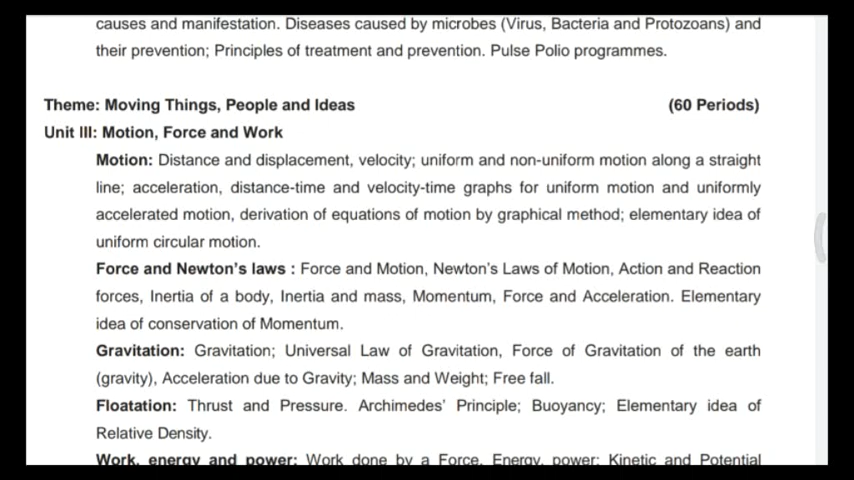 causes and manifestation. Diseases caused by microbes (Virus, Bacteria and Protozoans) and
their prevention; Principles of treatment and prevention. Pulse Polio programmes.
Theme: Moving Things, People and Ideas (60 Periods)
Unit III: Motion, Force and Work
Motion: Distance and displacement, velocity; uniform and non-uniform motion along a straight
line; acceleration, distance-time and velocity-time graphs for uniform motion and uniformly
accelerated motion, derivation of equations of motion by graphical method; elementary idea of
uniform circular motion.
Force and Newton's laws : Force and Motion, Newton's Laws of Motion, Action and Reaction
forces, Inertia of a body, Inertia and mass, Momentum, Force and Acceleration. Elementary
idea of conservation of Momentum.
Gravitation: Gravitation; Universal Law of Gravitation, Force of Gravitation of the earth
(gravity), Acceleration due to Gravity; Mass and Weight; Free fall.
Floatation: Thrust and Pressure. Archimedes' Principle; Buoyancy; Elementary idea of
Relative Density.
Work, energy and power: Work done by a Force, Energy, power; Kinetic and Potential